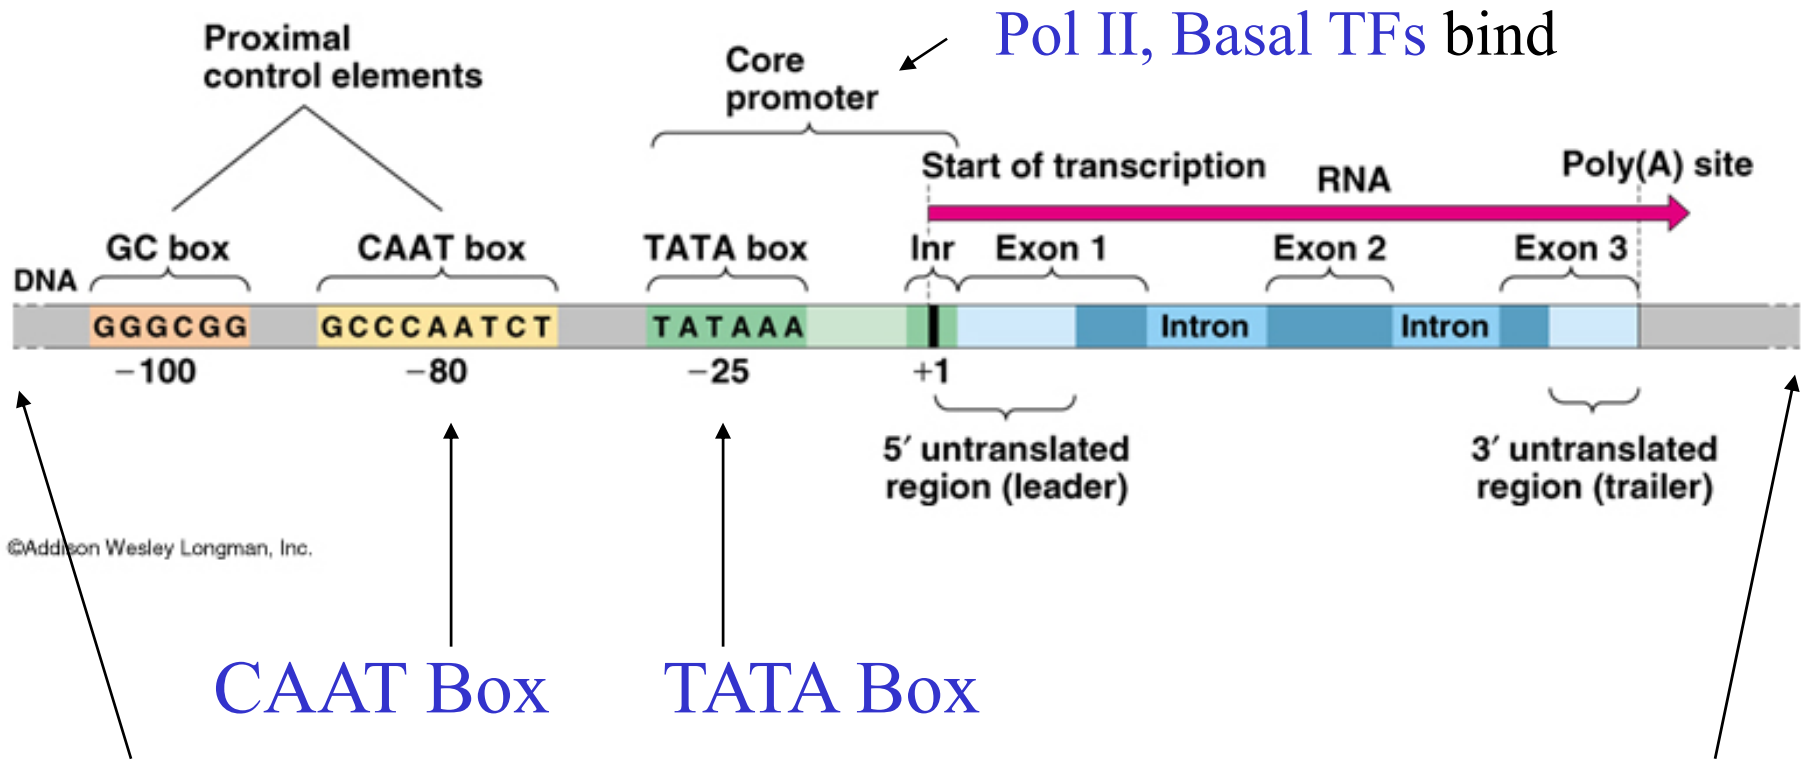 Proximal
control elements
Core
promoter
Pol II, Basal TFs bind
Start of transcription
RNA
Poly(A) site
DNA
GC box
CAAT box
TATA box
Inr
Exon 1
Exon 2
Exon 3
GGGCGG
GCCCAATCT
TATAAA
Intron
Intron
−100
−80
−25
+1
5′ untranslated
region (leader)
3′ untranslated
region (trailer)
©Addison Wesley Longman, Inc.
CAAT Box
TATA Box